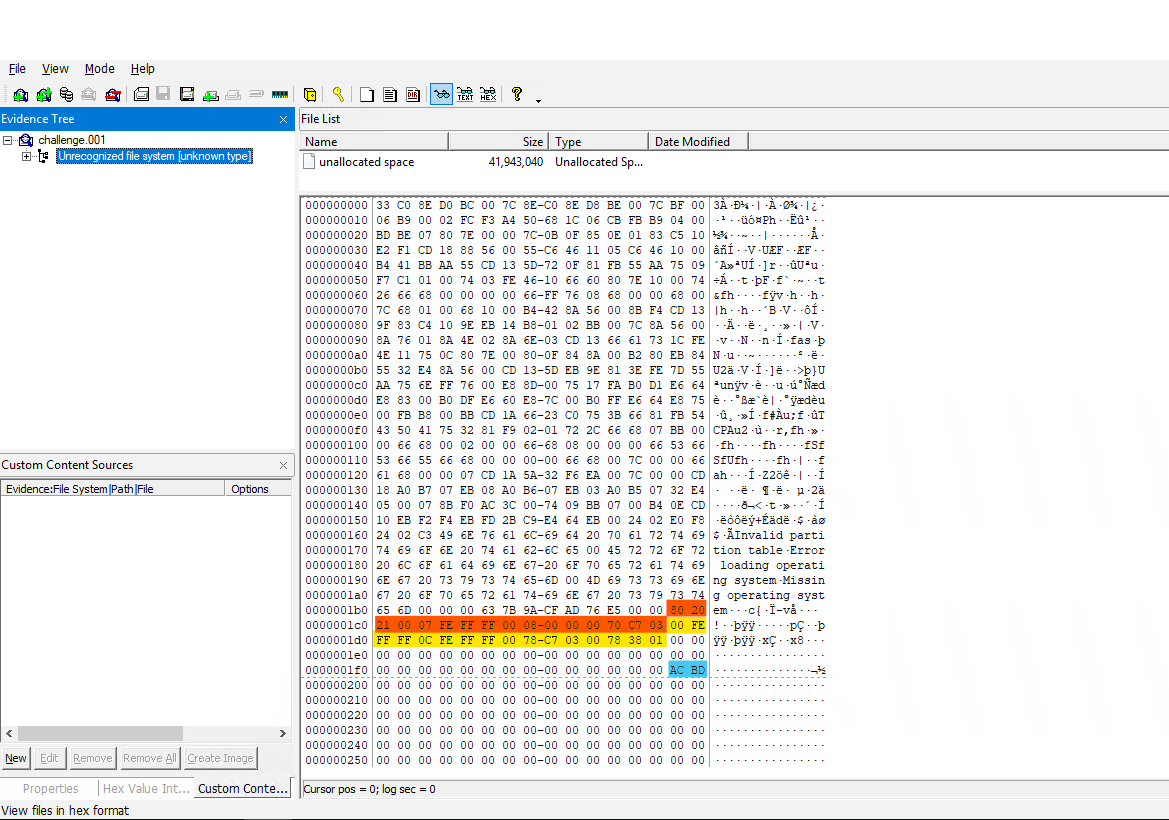 File View Mode Help
Evidence Tree
challenge.001
Unrecognized file system [unknown type]
Custom Content Sources
Evidence:File System|Path|File Options
New Edit Remove Remove All Create Image
Properties Hex Value Int... Custom Conte...
View files in hex format
File List
Name Size Type Date Modified
unallocated space 41,943,040 Unallocated Sp...
000000000 33 C0 8E D0 BC 00 7C 8E-C0 8E D8 BE 00 7C BF 00 3À·Ð¼·|·À·Ø¾·|¿·
000000010 06 B9 00 02 FC F3 A4 50-68 1C 06 CB FB B9 04 00 ·¹··üó¤Ph··Ëû¹··
000000020 BD BE 07 80 7E 00 00 7C-0B 0F 85 0E 01 83 C5 10 ½¾··~··|······Å·
000000030 E2 F1 CD 18 88 56 00 55-C6 46 11 05 C6 46 10 00 âñÍ··V·UÆF··ÆF··
000000040 B4 41 BB AA 55 CD 13 5D-72 0F 81 FB 55 AA 75 09 ´A»ªUÍ·]r··ûUªu·
000000050 F7 C1 01 00 74 03 FE 46-10 66 60 80 7E 10 00 74 ÷Á··t·þF·f`·~··t
000000060 26 66 68 00 00 00 00 66-FF 76 08 68 00 00 68 00 &fh····fÿv·h··h·
000000070 7C 68 01 00 68 10 00 B4-42 8A 56 00 8B F4 CD 13 |h··h··´B·V··ôÍ·
000000080 9F 83 C4 10 9E EB 14 B8-01 02 BB 00 7C 8A 56 00 ··Ä··ë·¸··»·|·V·
000000090 8A 76 01 8A 4E 02 8A 6E-03 CD 13 66 61 73 1C FE ·v··N··n·Í·fas·þ
0000000a0 4E 11 75 0C 80 7E 00 80-0F 84 8A 00 B2 80 EB 84 N·u··~······²·ë·
0000000b0 55 32 E4 8A 56 00 CD 13-5D EB 9E 81 3E FE 7D 55 U2ä·V·Í·]ë··>þ}U
0000000c0 AA 75 6E FF 76 00 E8 8D-00 75 17 FA B0 D1 E6 64 ªunÿv·è··u·ú°Ñæd
0000000d0 E8 83 00 B0 DF E6 60 E8-7C 00 B0 FF E6 64 E8 75 è··°ßæ`è|·°ÿædèu
0000000e0 00 FB B8 00 BB CD 1A 66-23 C0 75 3B 66 81 FB 54 ·û¸·»Í·f#Àu;f·ûT
0000000f0 43 50 41 75 32 81 F9 02-01 72 2C 66 68 07 BB 00 CPAu2·ù··r,fh·»·
000000100 00 66 68 00 02 00 00 66-68 08 00 00 00 66 53 66 ·fh····fh····fSf
000000110 53 66 55 66 68 00 00 00-00 66 68 00 7C 00 00 66 SfUfh····fh·|··f
000000120 61 68 00 00 07 CD 1A 5A-32 F6 EA 00 7C 00 00 CD ah···Í·Z2öê·|··Í
000000130 18 A0 B7 07 EB 08 A0 B6-07 EB 03 A0 B5 07 32 E4 · ··ë· ¶·ë· µ·2ä
000000140 05 00 07 8B F0 AC 3C 00-74 09 BB 07 00 B4 0E CD ····ð¬<·t·»··´·Í
000000150 10 EB F2 F4 EB FD 2B C9-E4 64 EB 00 24 02 E0 F8 ·ëòôëý+Éädë·$·àø
000000160 24 02 C3 49 6E 76 61 6C-69 64 20 70 61 72 74 69 $·ÃInvalid parti
000000170 74 69 6F 6E 20 74 61 62-6C 65 00 45 72 72 6F 72 tion table·Error
000000180 20 6C 6F 61 64 69 6E 67-20 6F 70 65 72 61 74 69  loading operati
000000190 6E 67 20 73 79 73 74 65-6D 00 4D 69 73 73 69 6E ng system·Missin
0000001a0 67 20 6F 70 65 72 61 74-69 6E 67 20 73 79 73 74 g operating syst
0000001b0 65 6D 00 00 00 63 7B 9A-CF AD 76 E5 00 00 80 20 em···c{·Ï-vå···
0000001c0 21 00 07 FE FF FF 00 08-00 00 00 70 C7 03 00 FE !··þÿÿ·····pÇ··þ
0000001d0 FF FF 0C FE FF FF 00 78-C7 03 00 78 38 01 00 00 ÿÿ·þÿÿ·xÇ··x8···
0000001e0 00 00 00 00 00 00 00 00-00 00 00 00 00 00 00 00 ················
0000001f0 00 00 00 00 00 00 00 00-00 00 00 00 00 00 AC BD ··············¬½
000000200 00 00 00 00 00 00 00 00-00 00 00 00 00 00 00 00 ················
000000210 00 00 00 00 00 00 00 00-00 00 00 00 00 00 00 00 ················
000000220 00 00 00 00 00 00 00 00-00 00 00 00 00 00 00 00 ················
000000230 00 00 00 00 00 00 00 00-00 00 00 00 00 00 00 00 ················
000000240 00 00 00 00 00 00 00 00-00 00 00 00 00 00 00 00 ················
000000250 00 00 00 00 00 00 00 00-00 00 00 00 00 00 00 00 ················
Cursor pos = 0; log sec = 0